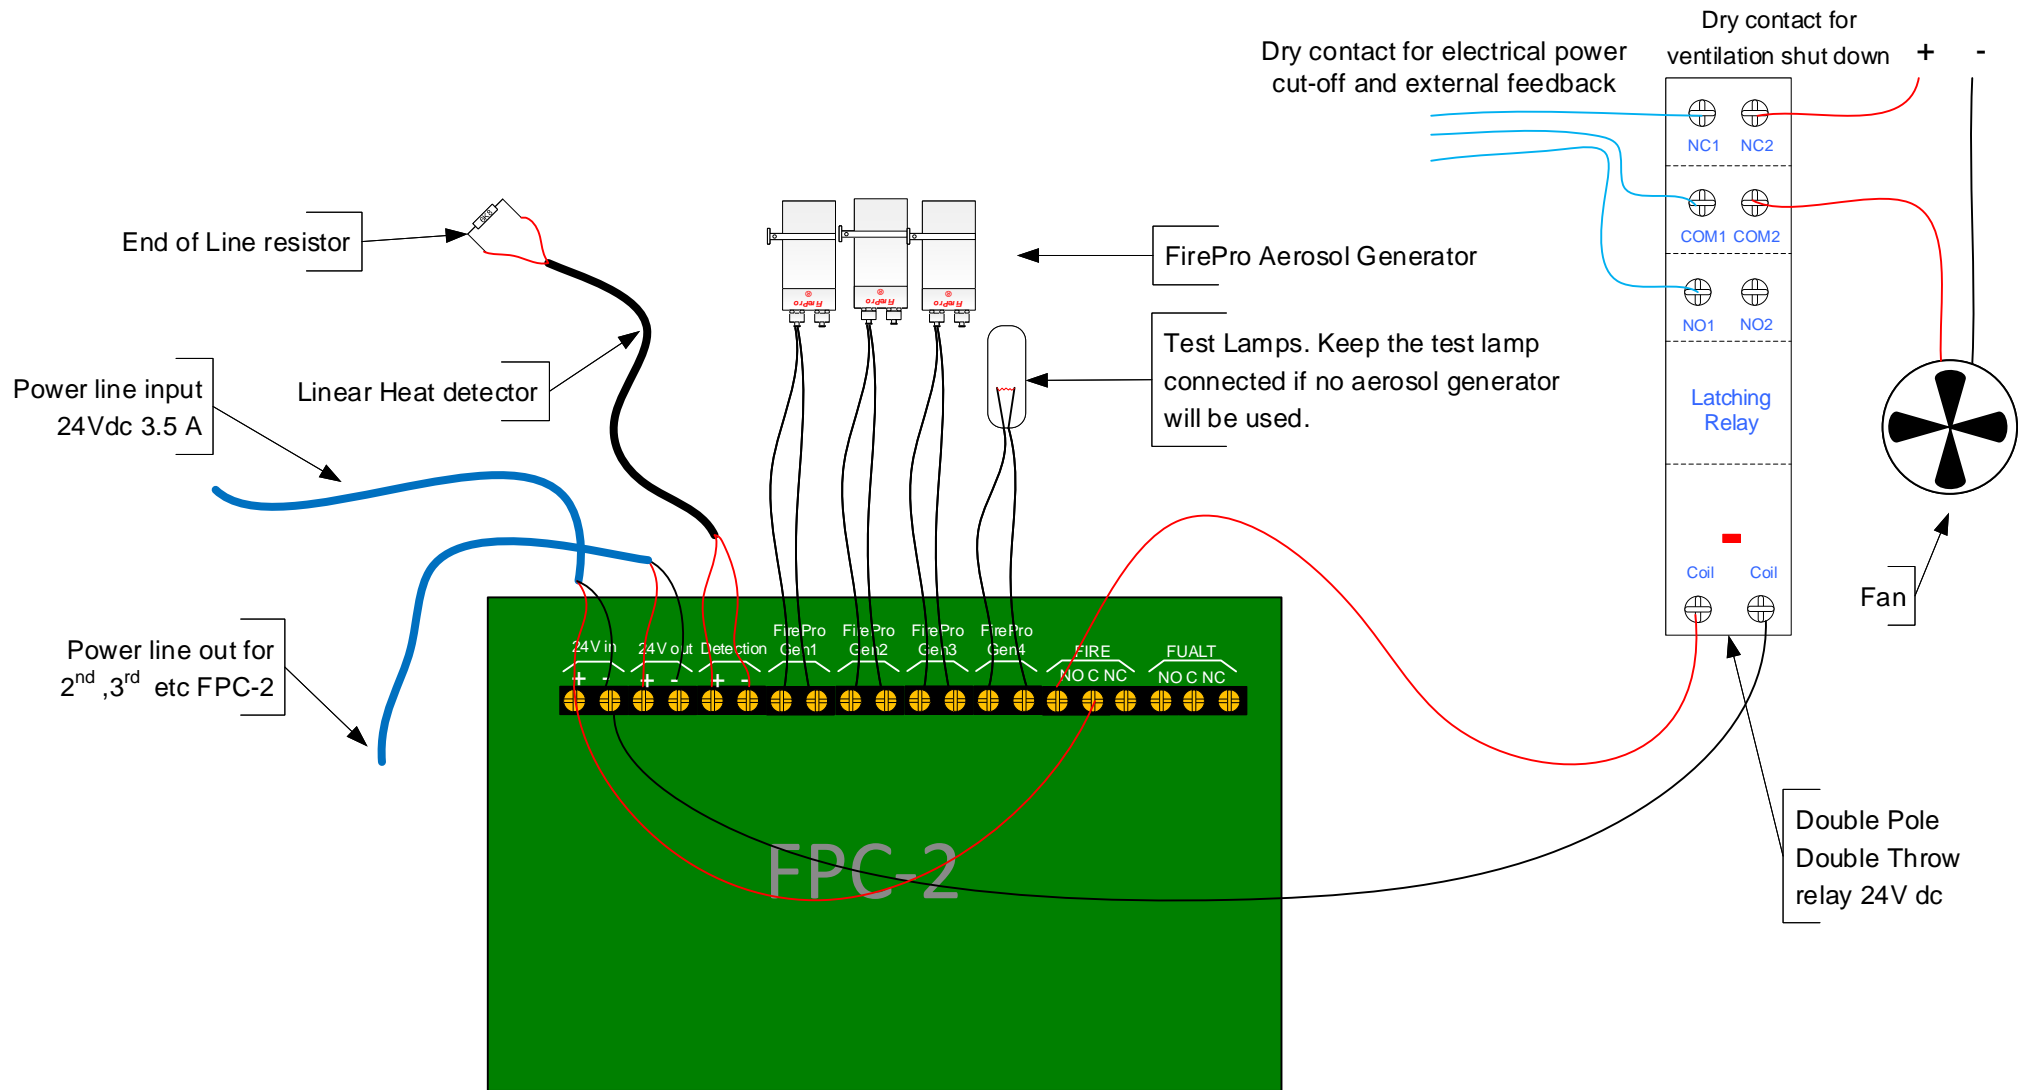 Dry contact for
ventilation shut down + -
Dry contact for electrical power
cut-off and external feedback
NC1 NC2
COM1 COM2
NO1 NO2
Latching
Relay
Coil Coil
6K8
End of Line resistor
FirePro Aerosol Generator
FirePro FirePro FirePro
Test Lamps. Keep the test lamp
connected if no aerosol generator
will be used.
Linear Heat detector
Power line input
24Vdc 3.5 A
Fan
Power line out for
2nd ,3rd etc FPC-2
24V in
+ -
24V out
+ -
Detection
+ -
FirePro
Gen1
FirePro
Gen2
FirePro
Gen3
FirePro
Gen4
FIRE
NO C NC
FUALT
NO C NC
FPC-2
Double Pole
Double Throw
relay 24V dc